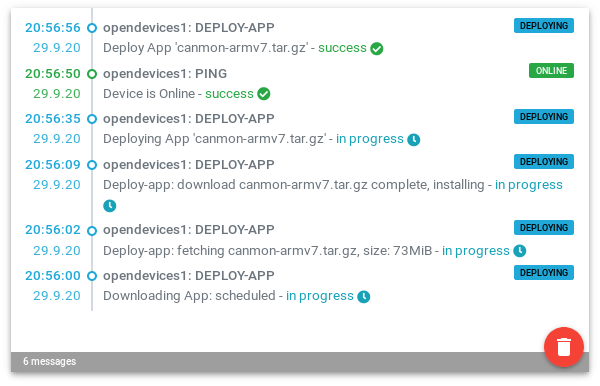 20:56:56 opendevices1: DEPLOY-APP DEPLOYING
29.9.20 Deploy App 'canmon-armv7.tar.gz' - success
20:56:50 opendevices1: PING ONLINE
29.9.20 Device is Online - success
20:56:35 opendevices1: DEPLOY-APP DEPLOYING
29.9.20 Deploying App 'canmon-armv7.tar.gz' - in progress
20:56:09 opendevices1: DEPLOY-APP DEPLOYING
29.9.20 Deploy-app: download canmon-armv7.tar.gz complete, installing - in progress
20:56:02 opendevices1: DEPLOY-APP DEPLOYING
29.9.20 Deploy-app: fetching canmon-armv7.tar.gz, size: 73MiB - in progress
20:56:00 opendevices1: DEPLOY-APP DEPLOYING
29.9.20 Downloading App: scheduled - in progress
6 messages